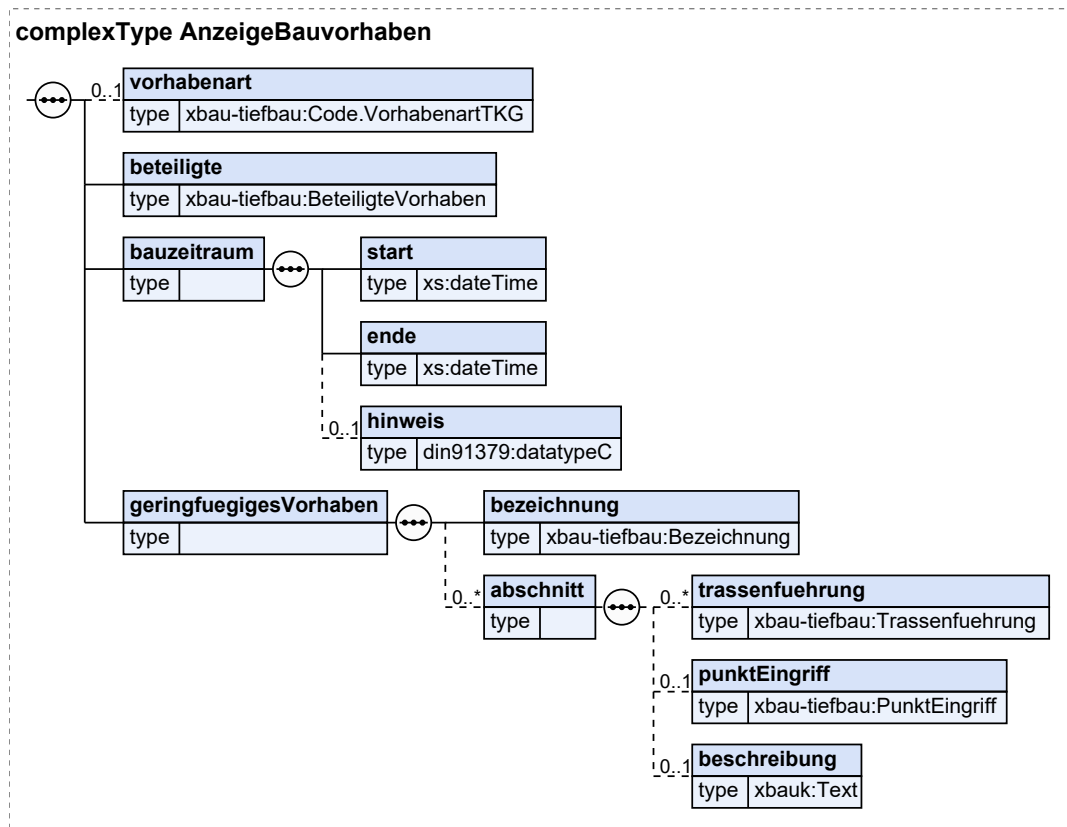 complexType AnzeigeBauvorhaben
0..1
vorhabenart
type xbau-tiefbau:Code.VorhabenartTKG
beteiligte
type xbau-tiefbau:BeteiligteVorhaben
bauzeitraum
type
start
type xs:dateTime
ende
type xs:dateTime
0..1
hinweis
type din91379:datatypeC
geringfuegigesVorhaben
type
bezeichnung
type xbau-tiefbau:Bezeichnung
0..*
abschnitt
type
0..*
trassenfuehrung
type xbau-tiefbau:Trassenfuehrung
0..1
punktEingriff
type xbau-tiefbau:PunktEingriff
0..1
beschreibung
type xbauk:Text